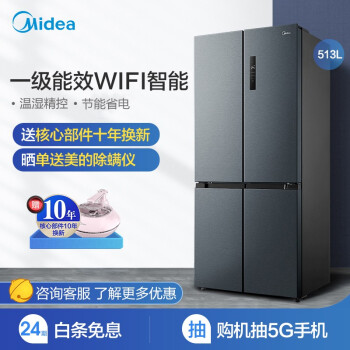 Midea
513L
一级能效WIFI智能
·温湿精控 ·节能省电
送核心部件十年换新
晒单送美的除螨仪
赠
10年
核心部件10年
换新
咨询客服 了解更多优惠
24期 白条免息
抽 购机抽5G手机